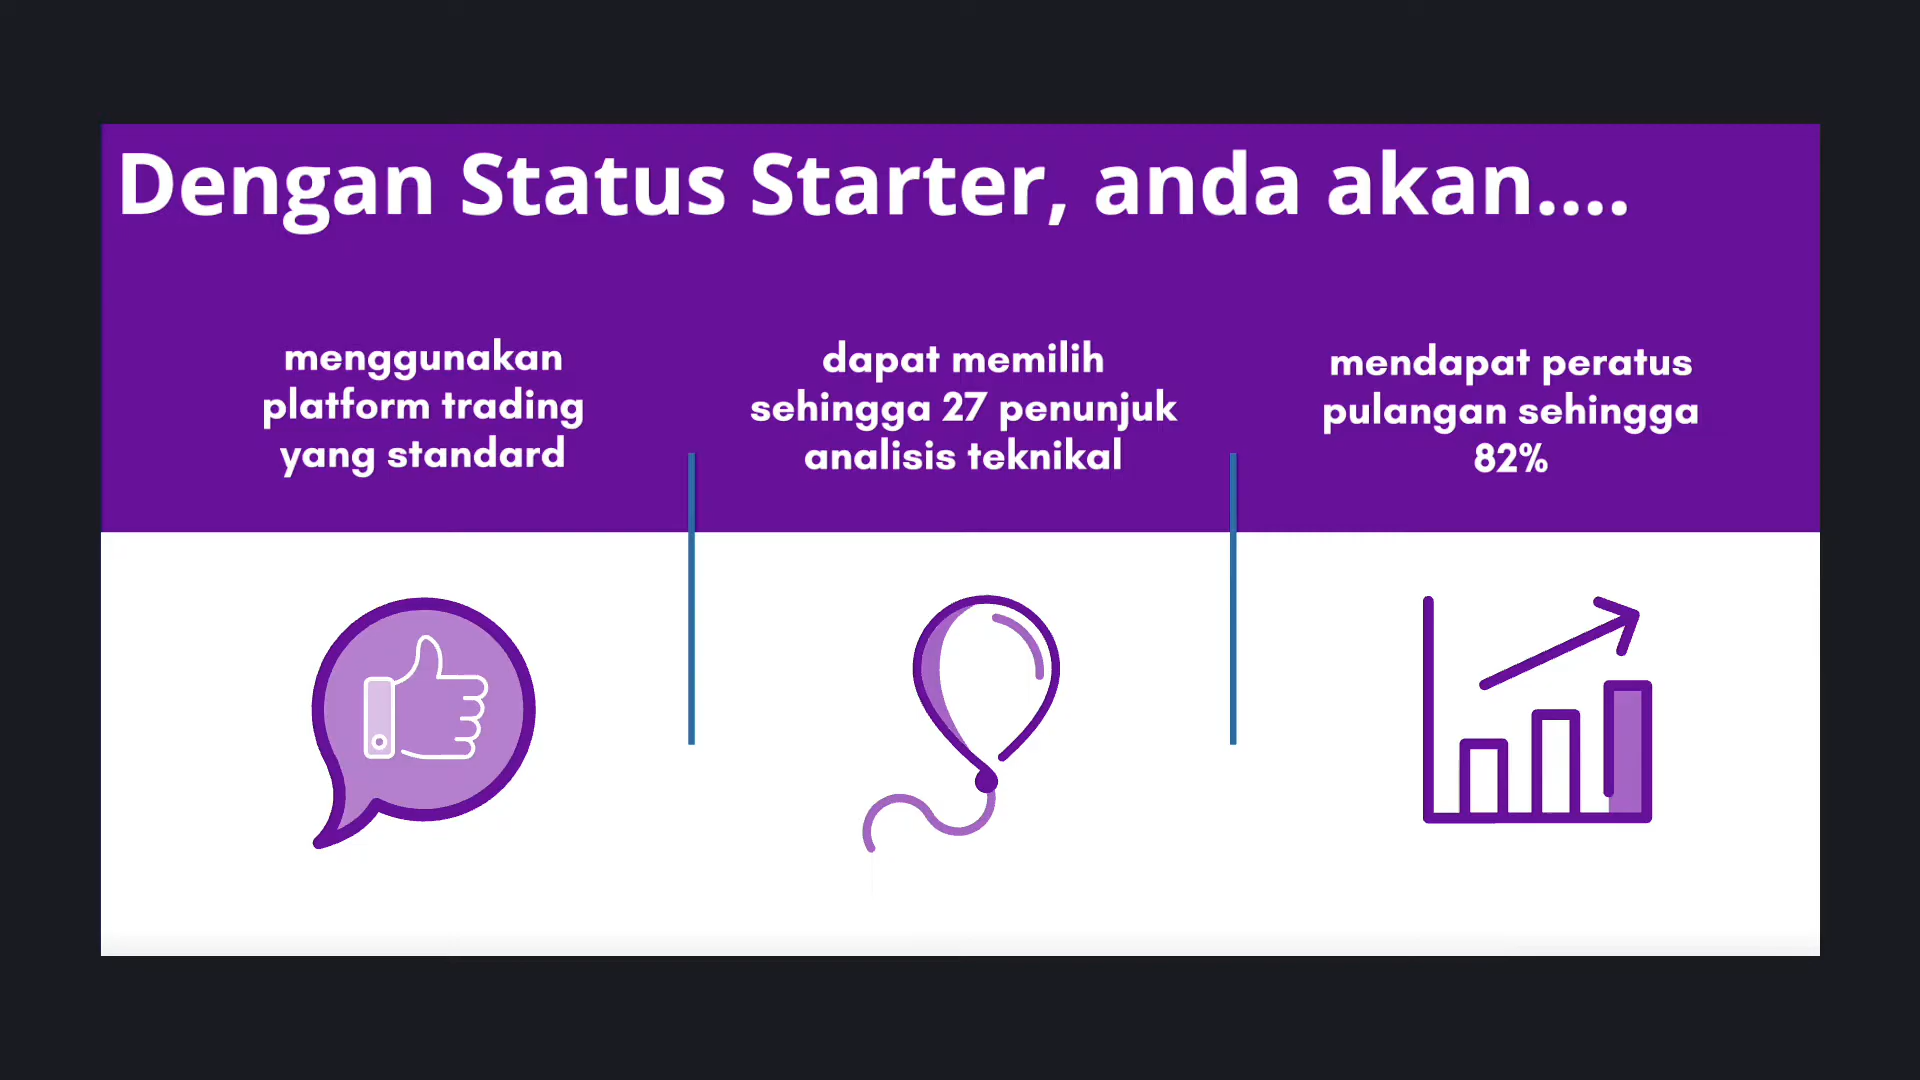 Dengan Status Starter, anda akan....
menggunakan
platform trading
yang standard
dapat memilih
sehingga 27 penunjuk
analisis teknikal
mendapat peratus
pulangan sehingga
82%